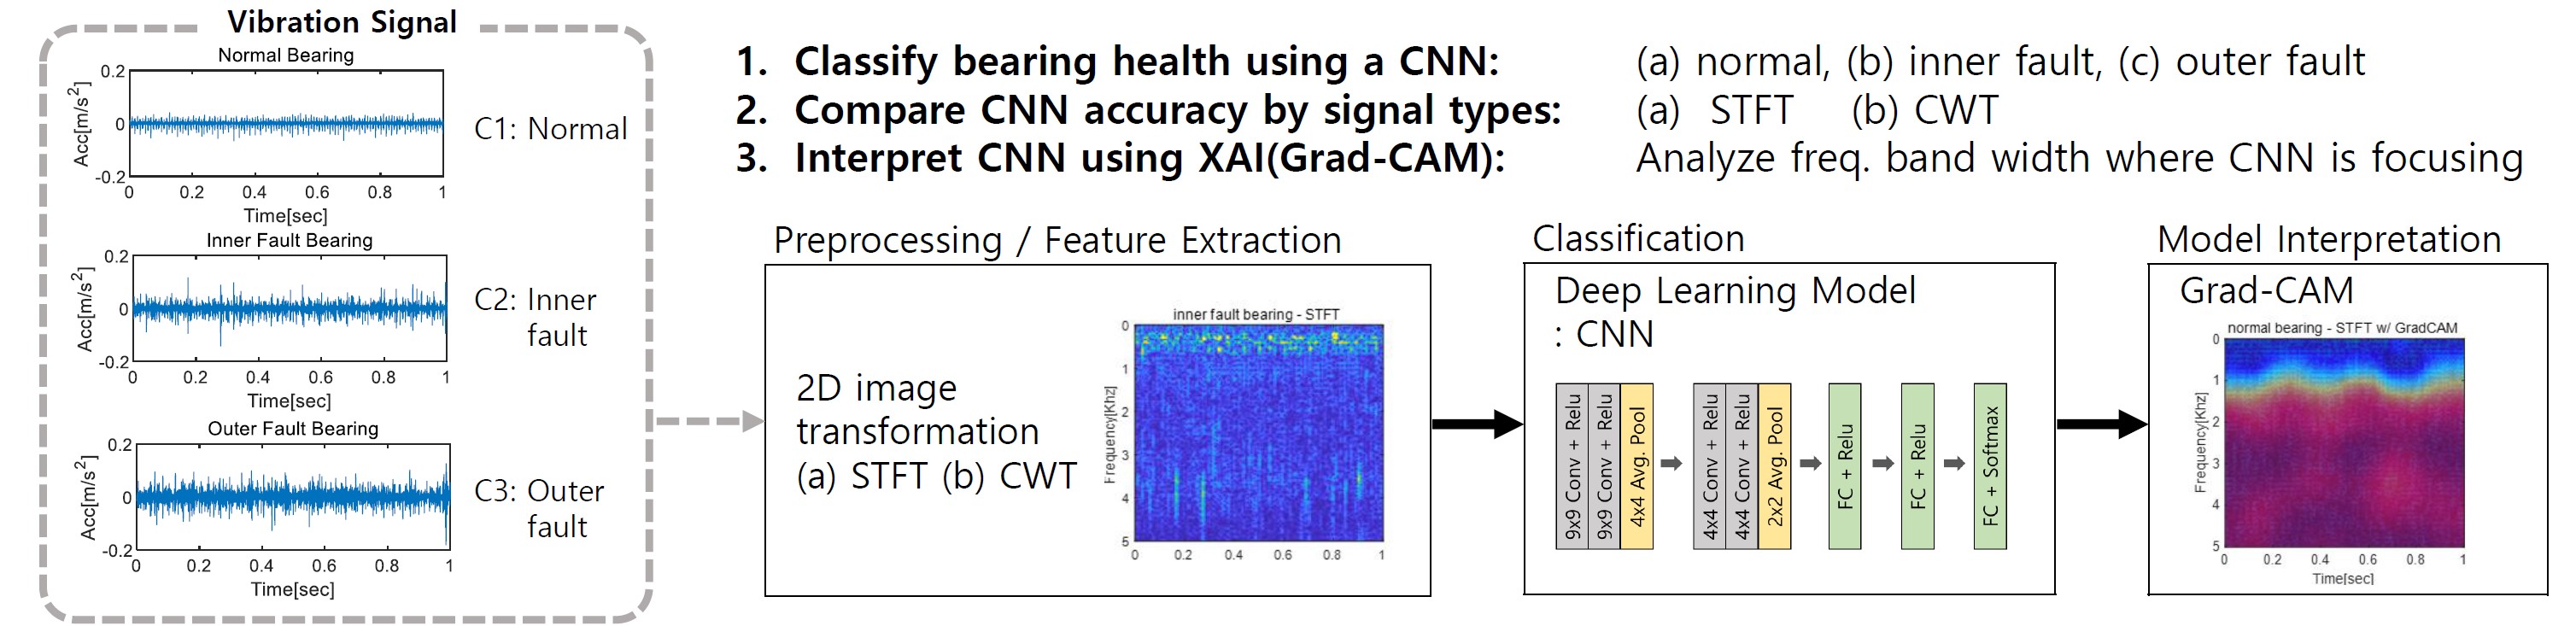 Vibration Signal
Normal Bearing
0.2
0
-0.2
Acc[m/s²]
0 0.2 0.4 0.6 0.8 1
Time[sec]
C1: Normal
Inner Fault Bearing
0.2
0
-0.2
Acc[m/s²]
0 0.2 0.4 0.6 0.8 1
Time[sec]
C2: Inner
fault
Outer Fault Bearing
0.2
0
-0.2
Acc[m/s²]
0 0.2 0.4 0.6 0.8 1
Time[sec]
C3: Outer
fault
1. Classify bearing health using a CNN: (a) normal, (b) inner fault, (c) outer fault
2. Compare CNN accuracy by signal types: (a) STFT (b) CWT
3. Interpret CNN using XAI(Grad-CAM): Analyze freq. band width where CNN is focusing
Preprocessing / Feature Extraction
2D image
transformation
(a) STFT (b) CWT
inner fault bearing - STFT
0
1
2
3
4
5
Frequency[Khz]
0 0.2 0.4 0.6 0.8 1
Classification
Deep Learning Model
: CNN
9x9 Conv + Relu
9x9 Conv + Relu
4x4 Avg. Pool
4x4 Conv + Relu
4x4 Conv + Relu
2x2 Avg. Pool
FC + Relu
FC + Relu
FC + Softmax
Model Interpretation
Grad-CAM
normal bearing - STFT w/ GradCAM
0
1
2
3
4
5
Frequency[Khz]
0 0.2 0.4 0.6 0.8 1
Time[sec]